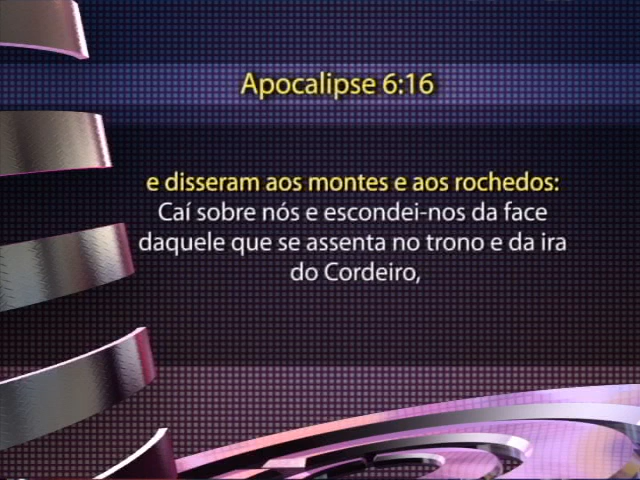 Apocalipse 6:16
e disseram aos montes e aos rochedos:
Caí sobre nós e escondei-nos da face
daquele que se assenta no trono e da ira
do Cordeiro,